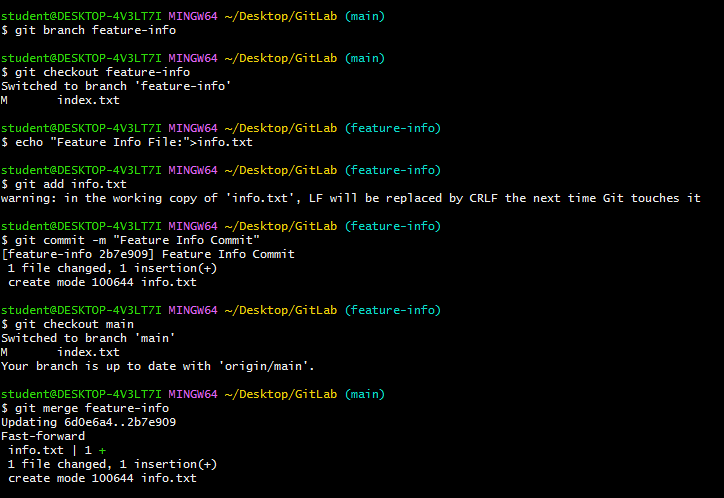 student@DESKTOP-4V3LT7I MINGW64 ~/Desktop/GitLab (main)
$ git branch feature-info
student@DESKTOP-4V3LT7I MINGW64 ~/Desktop/GitLab (main)
$ git checkout feature-info
Switched to branch 'feature-info'
M       index.txt
student@DESKTOP-4V3LT7I MINGW64 ~/Desktop/GitLab (feature-info)
$ echo "Feature Info File:">info.txt
student@DESKTOP-4V3LT7I MINGW64 ~/Desktop/GitLab (feature-info)
$ git add info.txt
warning: in the working copy of 'info.txt', LF will be replaced by CRLF the next time Git touches it
student@DESKTOP-4V3LT7I MINGW64 ~/Desktop/GitLab (feature-info)
$ git commit -m "Feature Info Commit"
[feature-info 2b7e909] Feature Info Commit
 1 file changed, 1 insertion(+)
 create mode 100644 info.txt
student@DESKTOP-4V3LT7I MINGW64 ~/Desktop/GitLab (feature-info)
$ git checkout main
Switched to branch 'main'
M       index.txt
Your branch is up to date with 'origin/main'.
student@DESKTOP-4V3LT7I MINGW64 ~/Desktop/GitLab (main)
$ git merge feature-info
Updating 6d0e6a4..2b7e909
Fast-forward
 info.txt | 1 +
 1 file changed, 1 insertion(+)
 create mode 100644 info.txt